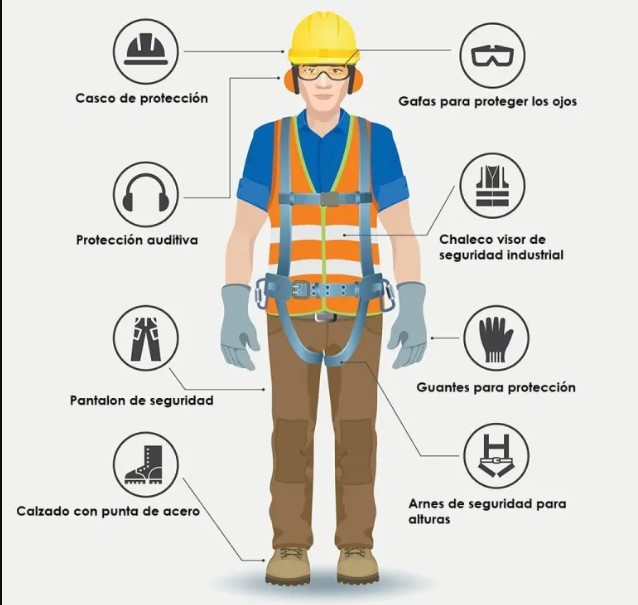 Casco de protección
Gafas para proteger los ojos
Protección auditiva
Chaleco visor de
seguridad industrial
Pantalon de seguridad
Guantes para protección
Calzado con punta de acero
Arnes de seguridad para
alturas